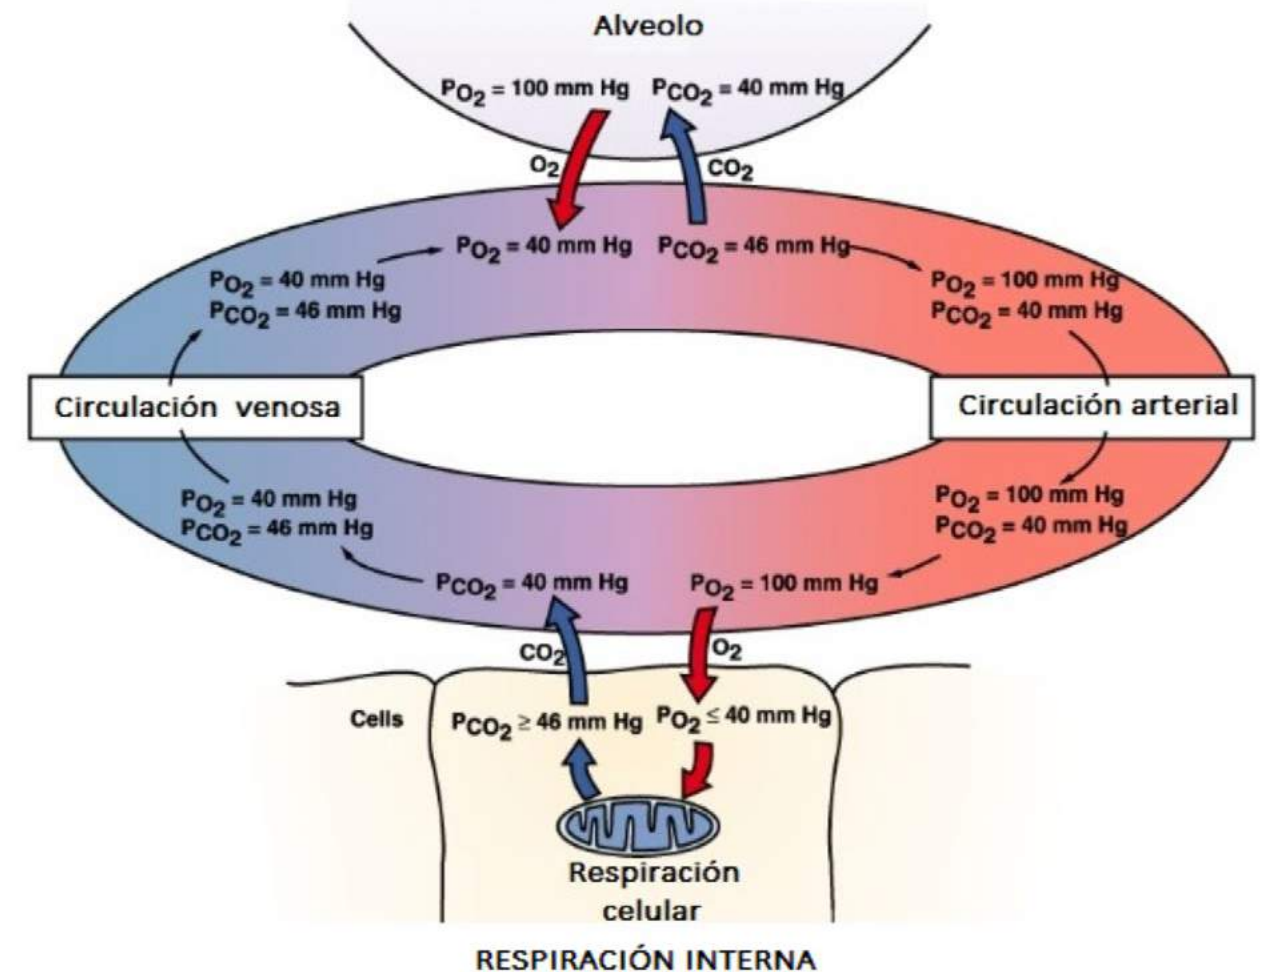 Alveolo
PO2 = 100 mm Hg PCO2 = 40 mm Hg
O2 CO2
PO2 = 40 mm Hg PCO2 = 46 mm Hg
PO2 = 40 mm Hg
PCO2 = 46 mm Hg
PO2 = 100 mm Hg
PCO2 = 40 mm Hg
Circulación venosa
Circulación arterial
PO2 = 40 mm Hg
PCO2 = 46 mm Hg
PO2 = 100 mm Hg
PCO2 = 40 mm Hg
PCO2 = 40 mm Hg PO2 = 100 mm Hg
CO2 O2
Cells
PCO2 ≥ 46 mm Hg PO2 ≤ 40 mm Hg
Respiración
celular
RESPIRACIÓN INTERNA